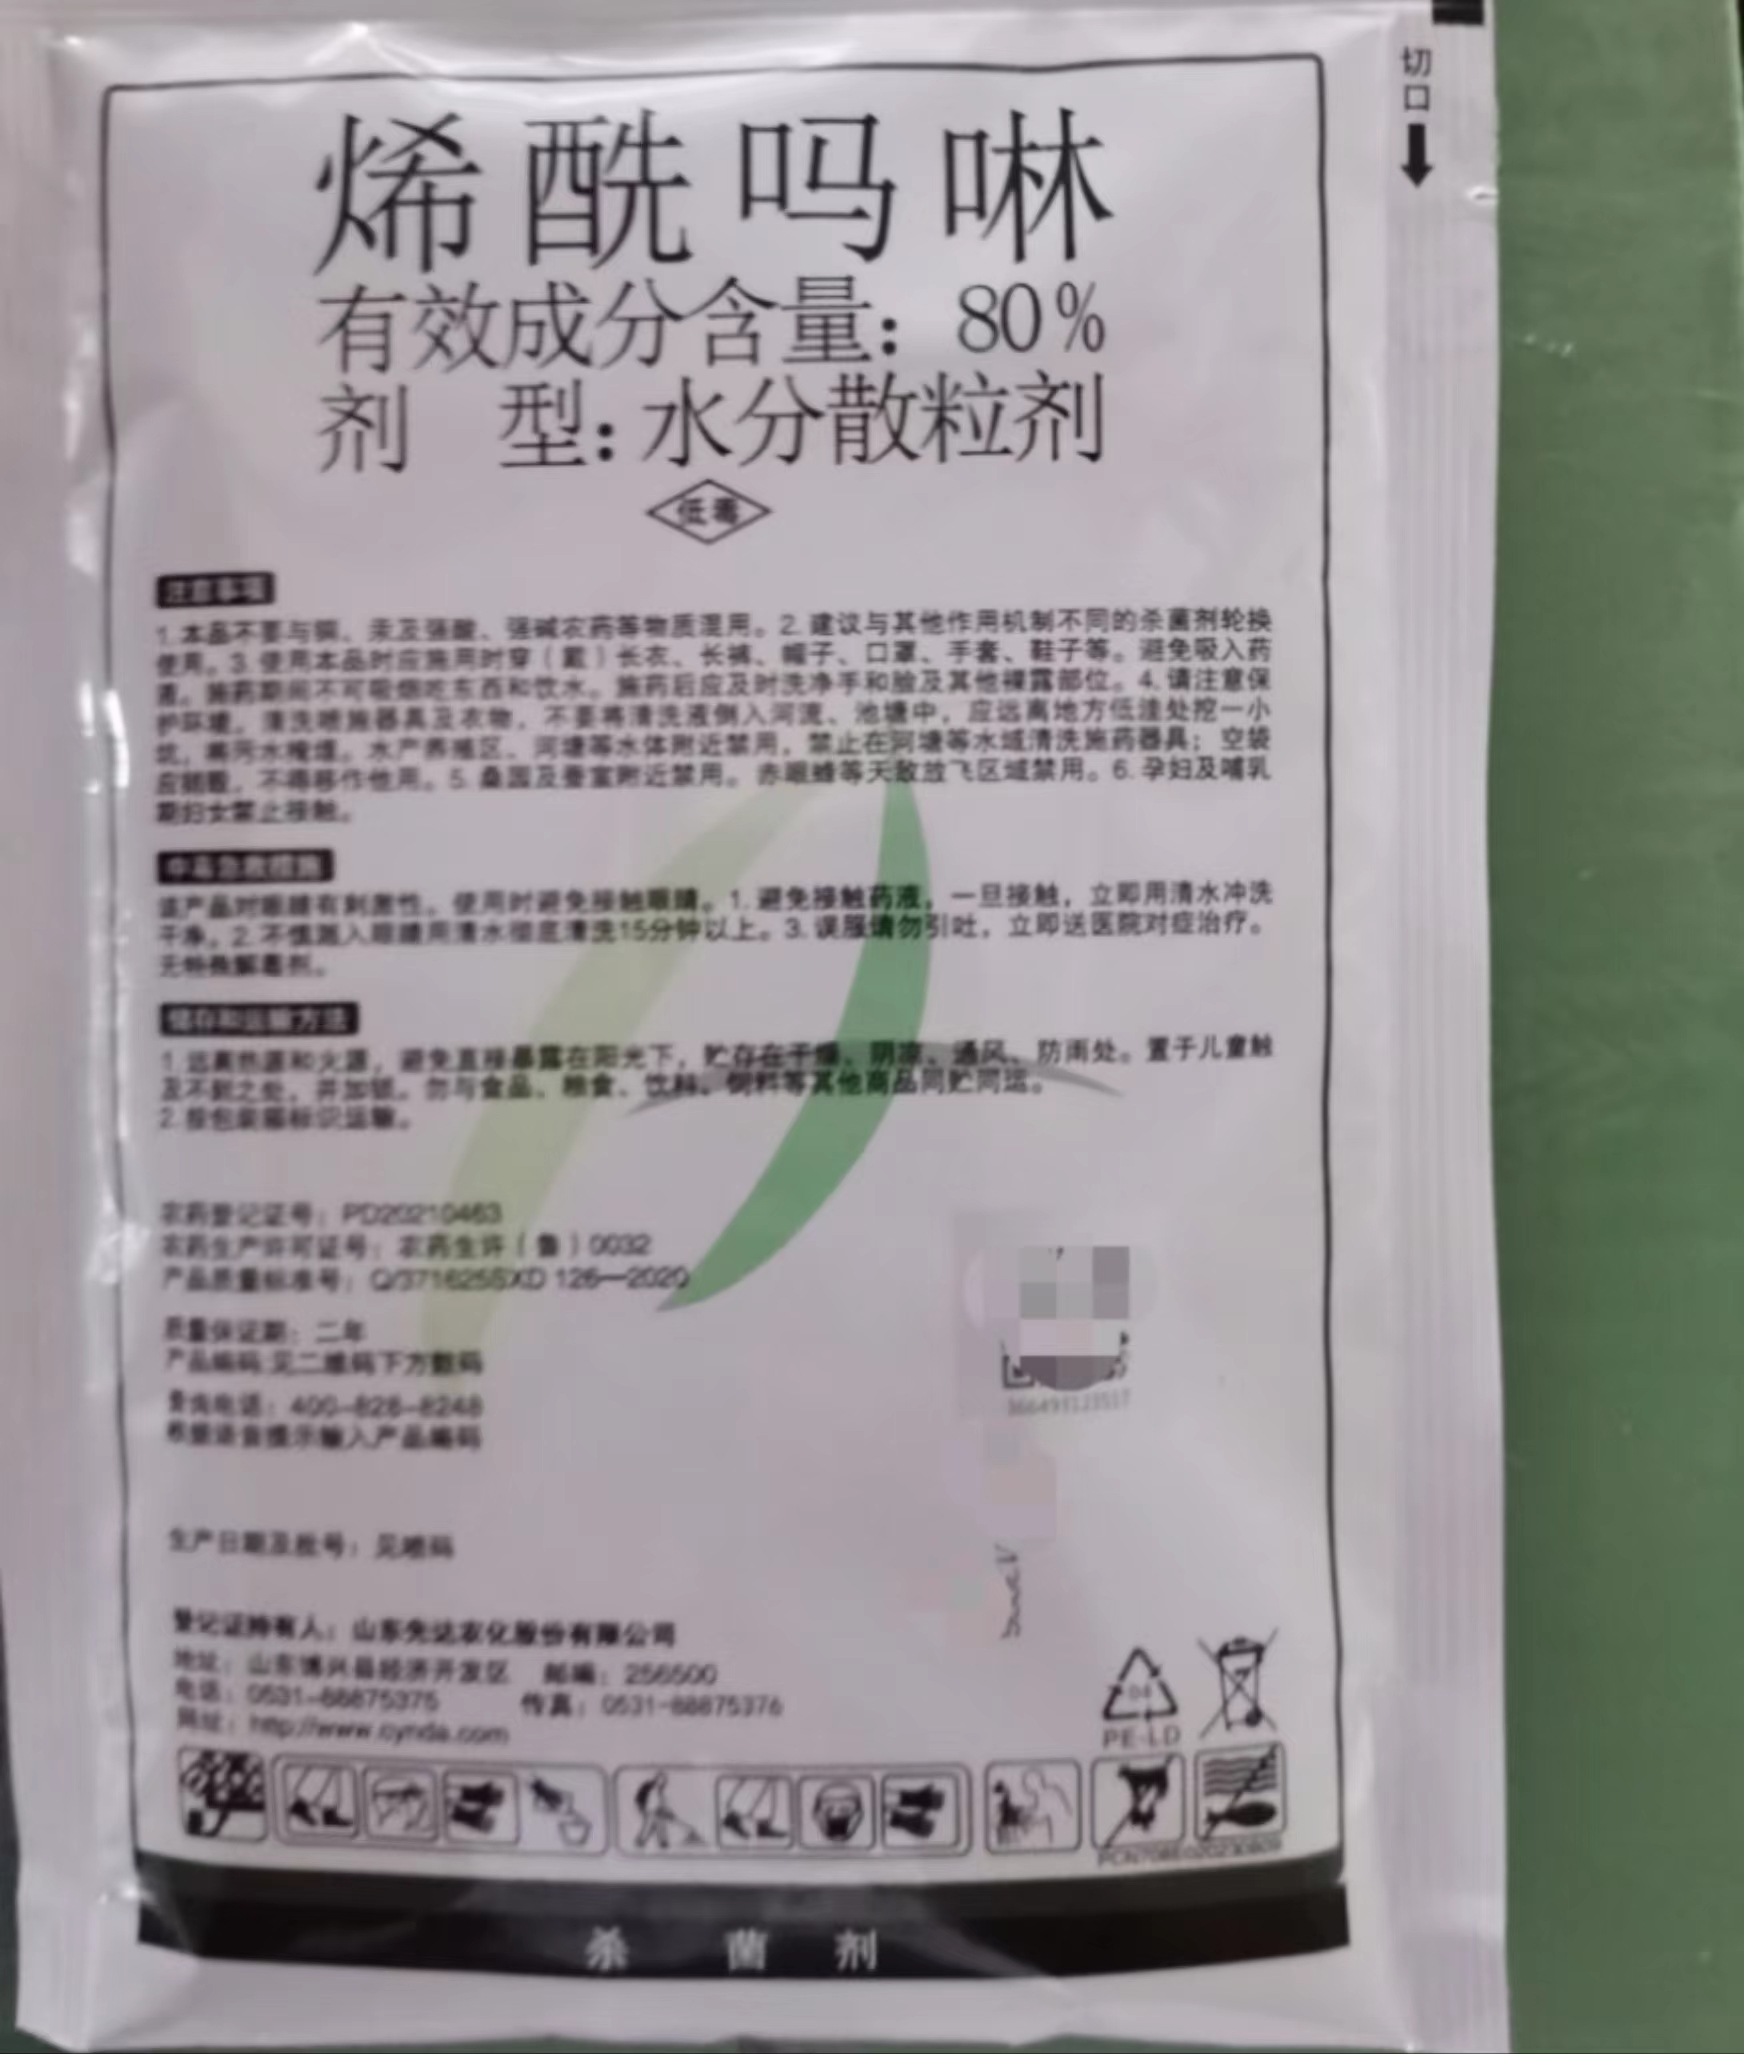 切口
烯酰吗啉
有效成分含量：80%
剂 型：水分散粒剂
低毒
注意事项
1.本品不要与铜、汞及强酸、强碱农药等物质混用。2.建议与其他作用机制不同的杀菌剂轮换
使用。3.使用本品时应施用时穿（戴）长衣、长裤、帽子、口罩、手套、鞋子等。避免吸入药
液。施药期间不可吸烟吃东西和饮水。施药后应及时洗净手和脸及其他裸露部位。4.请注意保
护环境。清洗喷施器具及衣物，不要将清洗液倒入河流、池塘中，应远离地方低洼处挖一小
坑，将污水掩埋。水产养殖区、河塘等水体附近禁用，禁止在河塘等水域清洗施药器具；空袋
应销毁，不得移作他用。5.桑园及蚕室附近禁用。赤眼蜂等天敌放飞区域禁用。6.孕妇及哺乳
期妇女禁止接触。
中毒急救措施
该产品对眼睛有刺激性。使用时避免接触眼睛。1.避免接触药液，一旦接触，立即用清水冲洗
干净。2.不慎溅入眼睛用清水彻底清洗15分钟以上。3.误服请勿引吐，立即送医院对症治疗。
无特殊解毒剂。
储存和运输方法
1.远离热源和火源，避免直接暴露在阳光下，贮存在干燥、阴凉、通风、防雨处。置于儿童触
及不到之处，并加锁。勿与食品、粮食、饮料、饲料等其他商品同贮同运。
2.按包装箱标识运输。
农药登记证号：PD20210463
农药生产许可证号：农药生许（鲁）0032
产品质量标准号：Q/371625SXD 126—2020
质量保证期：二年
产品编码:见二维码下方数码
查询电话：400-828-8248
根据语音提示输入产品编码
生产日期及批号：见喷码
登记证持有人：山东先达农化股份有限公司
地址：山东博兴县经济开发区 邮编：256500
电话：0531-88875375 传真：0531-88875376
网址：http://www.cynda.com
04
PE-LD
杀菌剂